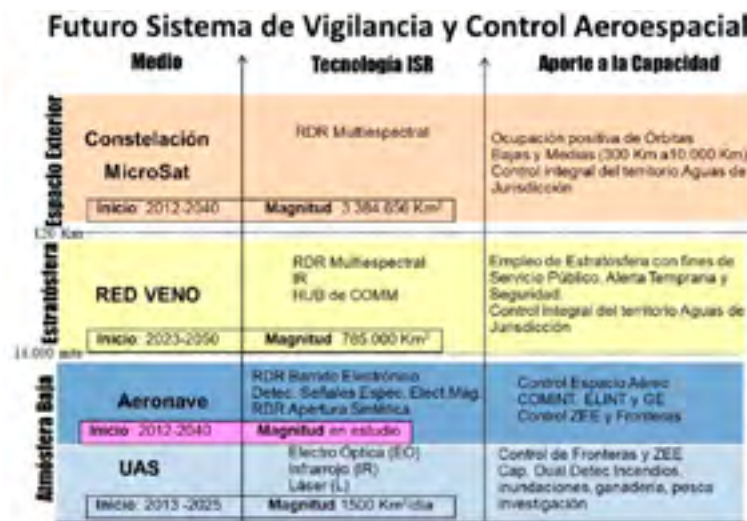 Futuro Sistema de Vigilancia y Control Aeroespacial
Medio
Tecnología ISR
Aporte a la Capacidad
Espacio Exterior
Constelación
MicroSat
RDR Multiespectral
Ocupación positiva de Orbitas
Bajas y Medias (300 Km a10.000 Km)
Control integral del territorio Aguas de
Jurisdicción
Inicio: 2012-2040
Magnitud 3.384.656 Km²
120 Km
Estratósfera
RED VENO
RDR Multiespectral
IR
HUB de COMM
Empleo de Estratosfera con fines de
Servicio Público, Alerta Temprana y
Seguridad.
Control integral del territorio Aguas de
Jurisdicción
Inicio: 2023-2050
Magnitud 785.000 Km²
mts
Atmósfera Baja
Aeronave
RDR Barrido Electrónico
Detec. Señales Espec. Elect.Mag.
RDR Apertura Sintética
Control Espacio Aéreo
COMINT, ELINT y GE
Control ZEE y Fronteras
Inicio: 2012-2040
Magnitud en estudio
UAS
Electro Óptica (EO)
Infrarrojo (IR)
Láser (L)
Control de Fronteras y ZEE
Cap. Dual Detec Incendios,
inundaciones, ganadería, pesca
investigación
Inicio: 2013 -2025
Magnitud 1500 Km²/día